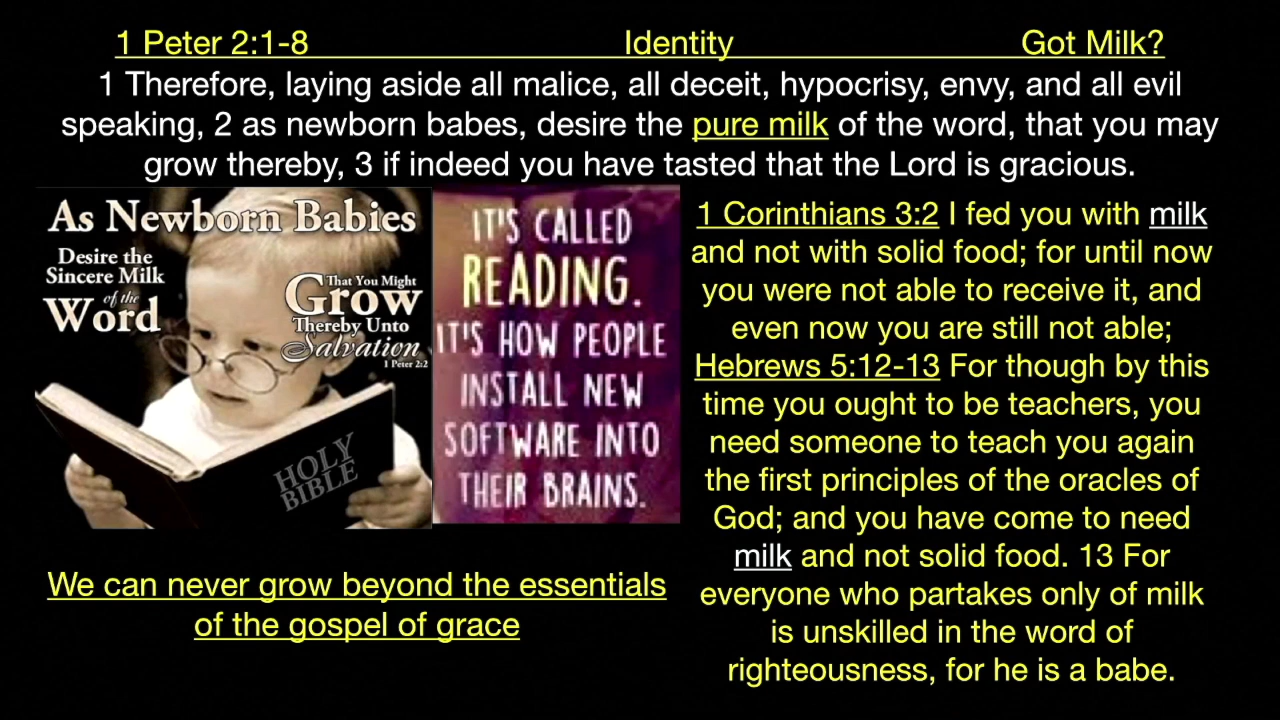 1 Peter 2:1-8 Identity Got Milk?
1 Therefore, laying aside all malice, all deceit, hypocrisy, envy, and all evil
speaking, 2 as newborn babes, desire the pure milk of the word, that you may
grow thereby, 3 if indeed you have tasted that the Lord is gracious.
As Newborn Babies
Desire the
Sincere Milk
of the
Word
That You Might
Grow
Thereby Unto
Salvation
1 Peter 2:2
HOLY
BIBLE
IT'S CALLED
READING.
IT'S HOW PEOPLE
INSTALL NEW
SOFTWARE INTO
THEIR BRAINS.
1 Corinthians 3:2 I fed you with milk
and not with solid food; for until now
you were not able to receive it, and
even now you are still not able;
Hebrews 5:12-13 For though by this
time you ought to be teachers, you
need someone to teach you again
the first principles of the oracles of
God; and you have come to need
milk and not solid food. 13 For
everyone who partakes only of milk
is unskilled in the word of
righteousness, for he is a babe.
We can never grow beyond the essentials
of the gospel of grace